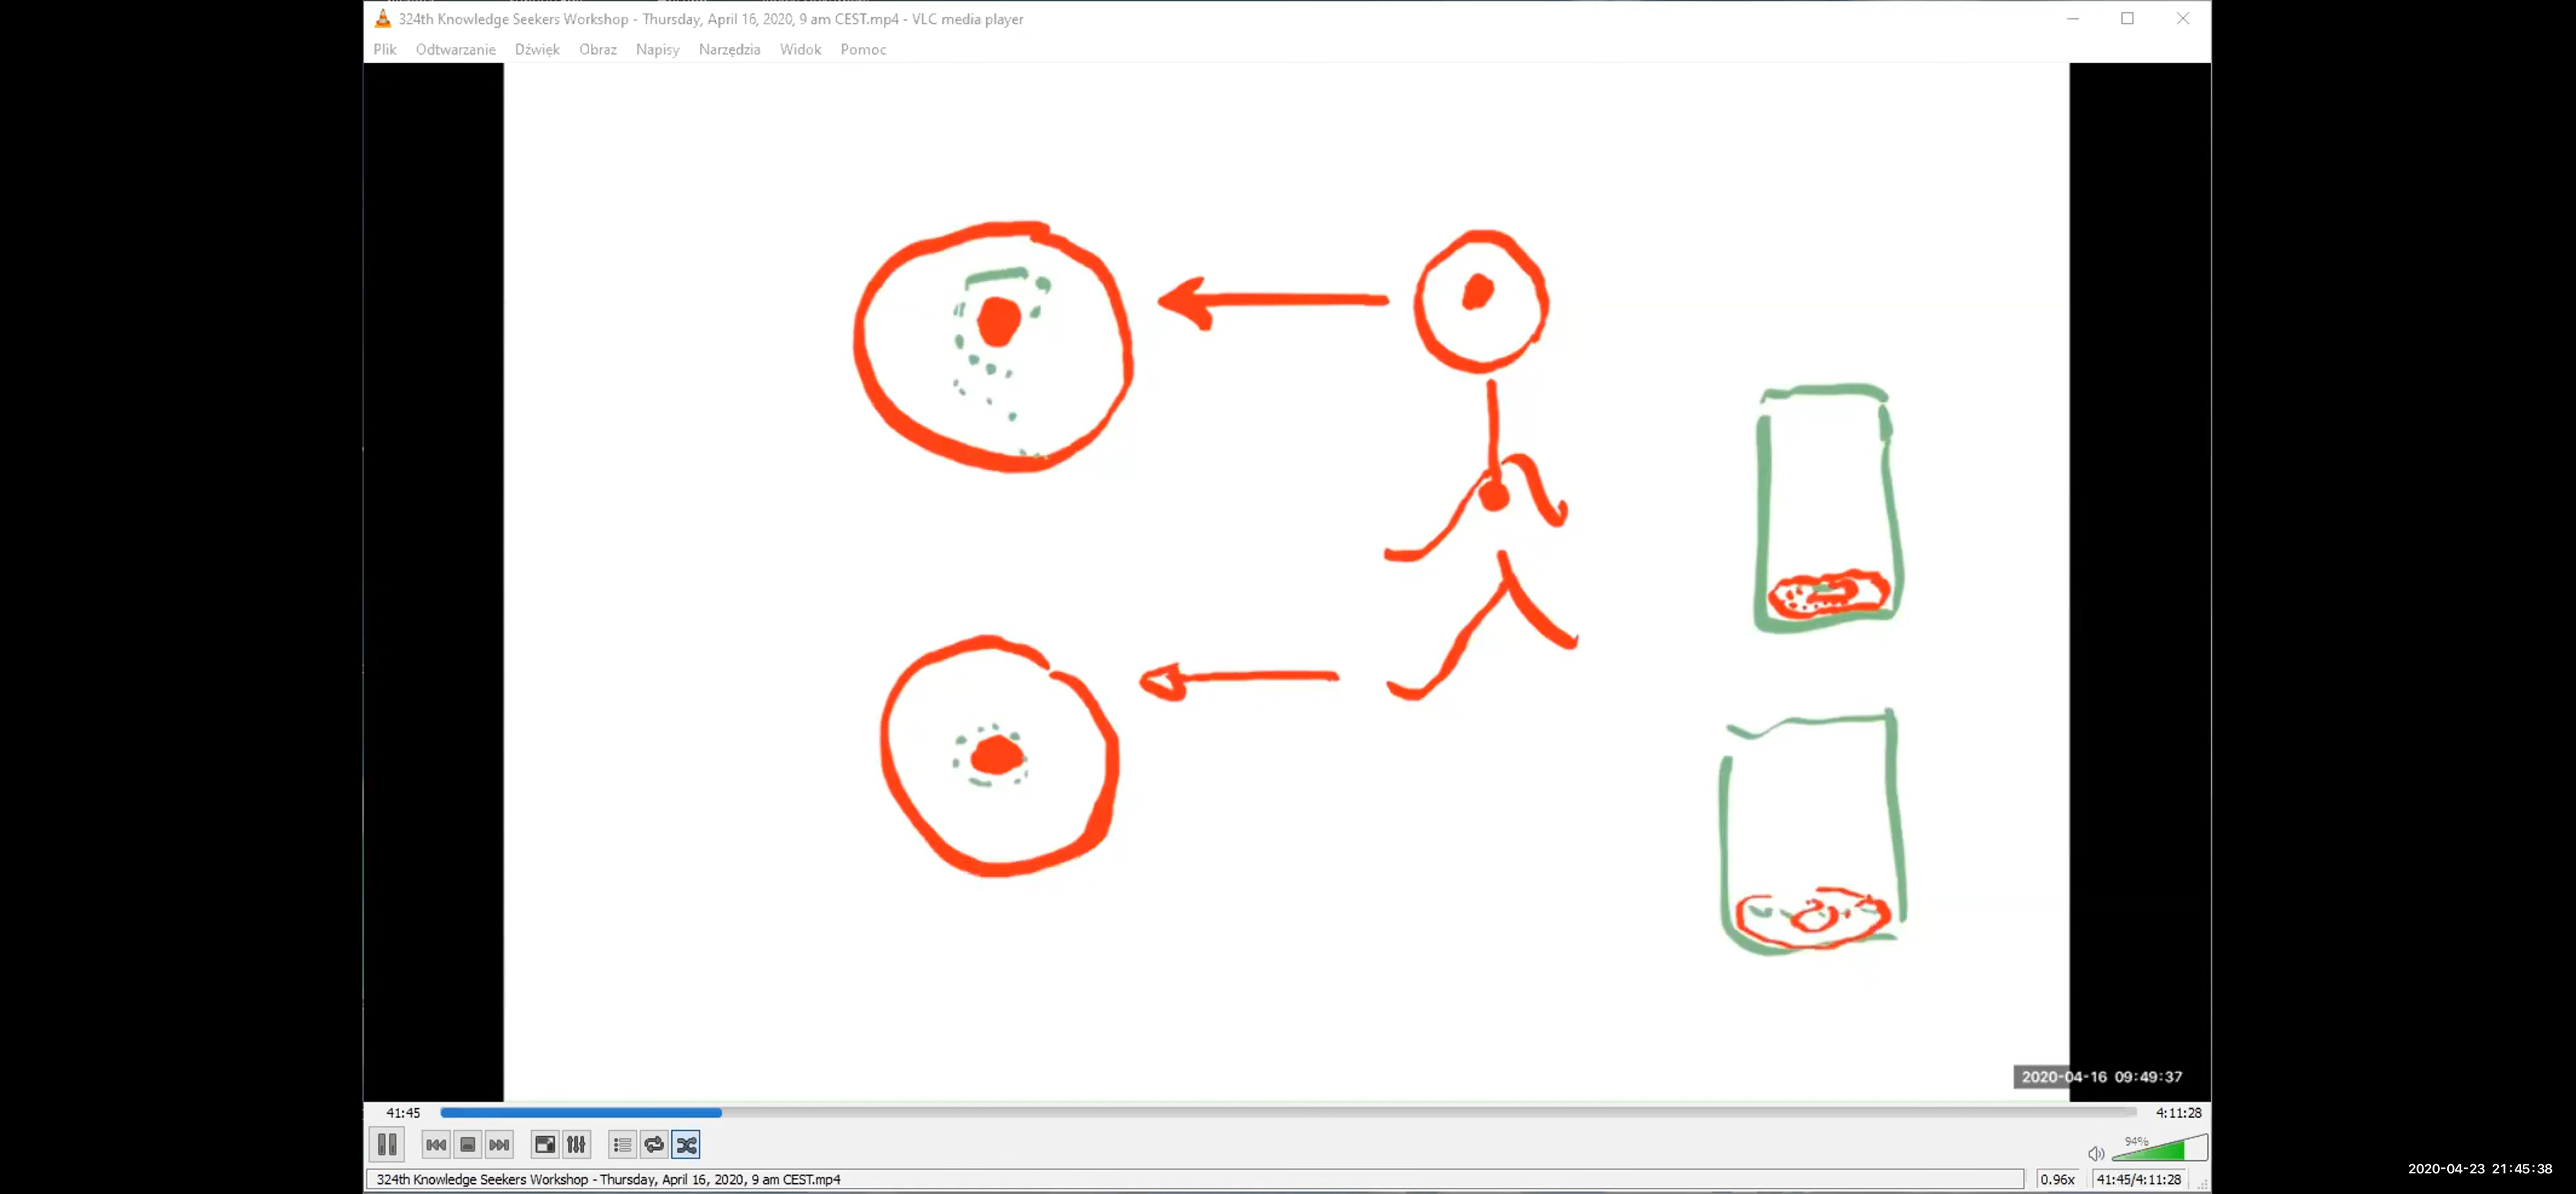 324th Knowledge Seekers Workshop - Thursday, April 16, 2020, 9 am CEST.mp4 - VLC media player
Plik Odtwarzanie Dźwięk Obraz Napisy Narzędzia Widok Pomoc
2020-04-16 09:49:37
41:45 4:11:28
94%
324th Knowledge Seekers Workshop - Thursday, April 16, 2020, 9 am CEST.mp4 0.96x 41:45/4:11:28
2020-04-23 21:45:38